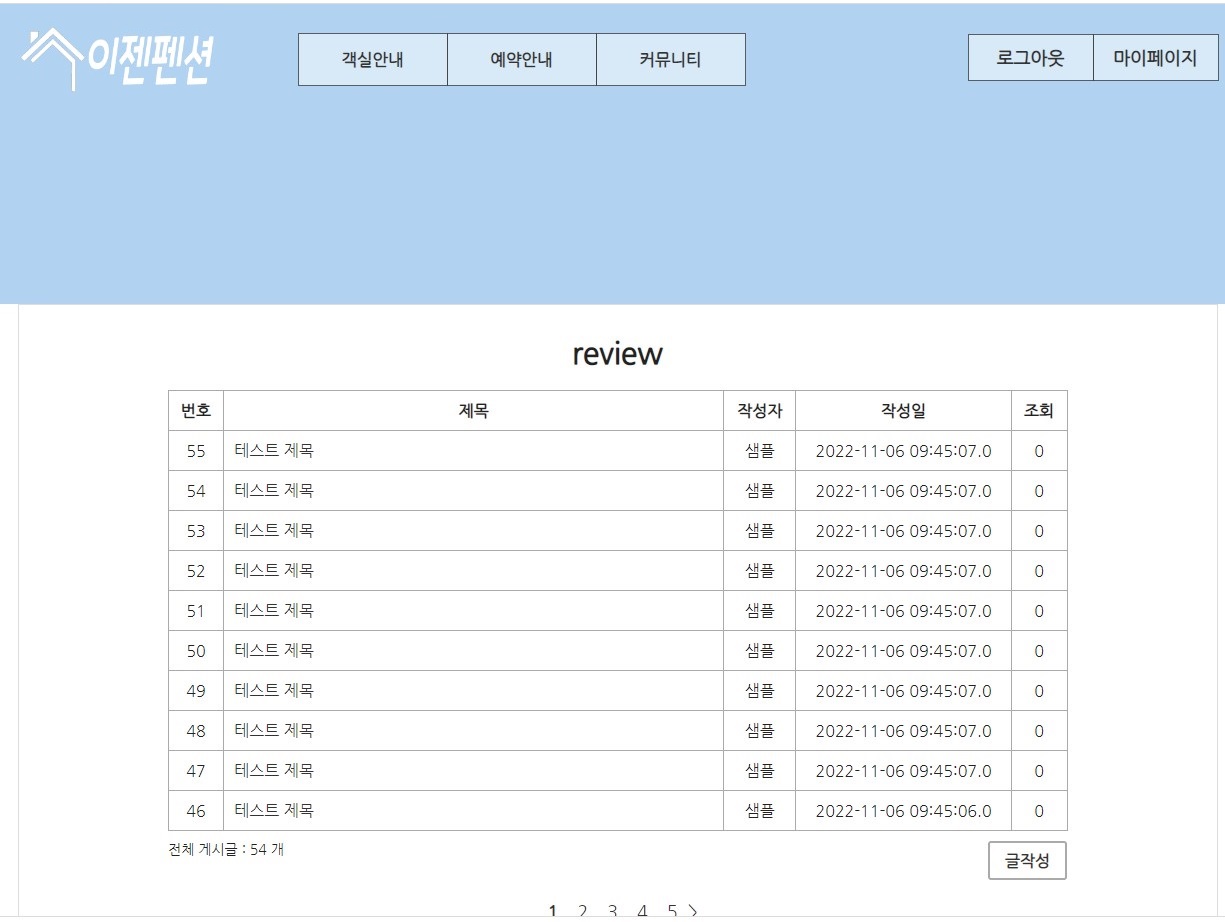 이젠펜션 객실안내 예약안내 커뮤니티 로그아웃 마이페이지
review
번호 제목 작성자 작성일 조회
55 테스트 제목 샘플 2022-11-06 09:45:07.0 0
54 테스트 제목 샘플 2022-11-06 09:45:07.0 0
53 테스트 제목 샘플 2022-11-06 09:45:07.0 0
52 테스트 제목 샘플 2022-11-06 09:45:07.0 0
51 테스트 제목 샘플 2022-11-06 09:45:07.0 0
50 테스트 제목 샘플 2022-11-06 09:45:07.0 0
49 테스트 제목 샘플 2022-11-06 09:45:07.0 0
48 테스트 제목 샘플 2022-11-06 09:45:07.0 0
47 테스트 제목 샘플 2022-11-06 09:45:07.0 0
46 테스트 제목 샘플 2022-11-06 09:45:06.0 0
전체 게시글 : 54 개
글작성
1 2 3 4 5 >